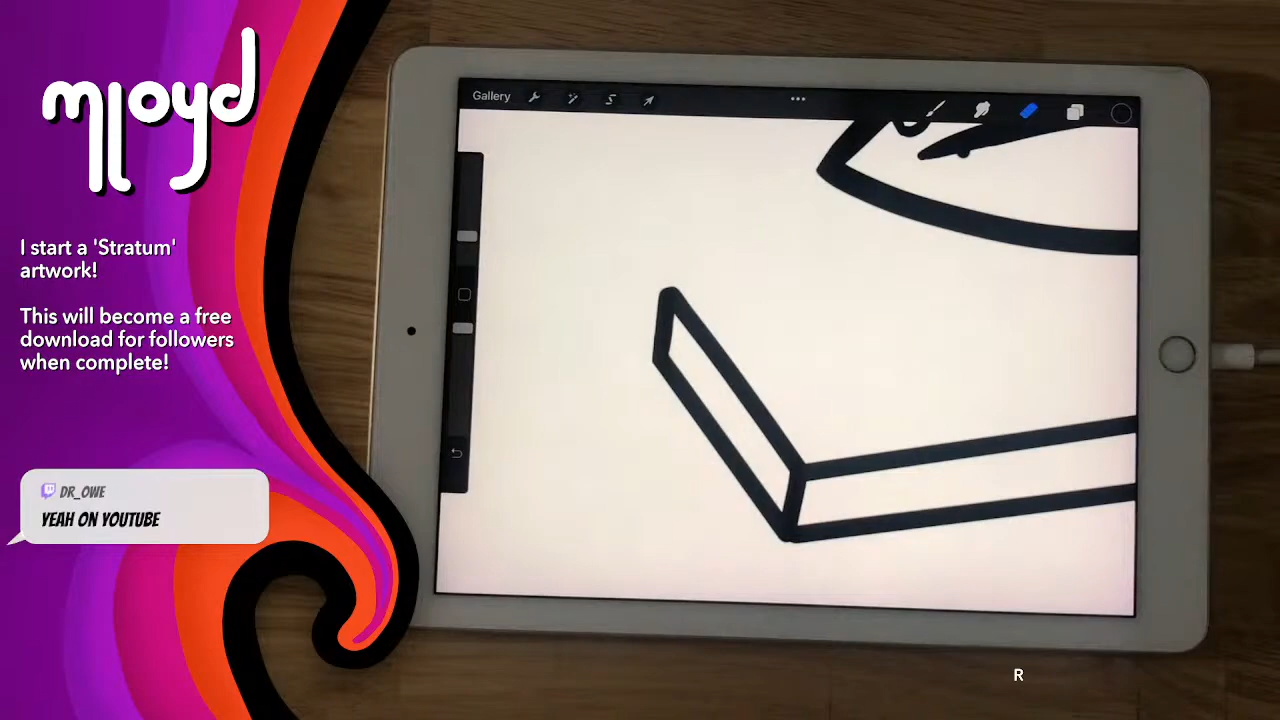 mloyd
I start a 'Stratum'
artwork!
This will become a free
download for followers
when complete!
DR_OWE
YEAH ON YOUTUBE
Gallery
R